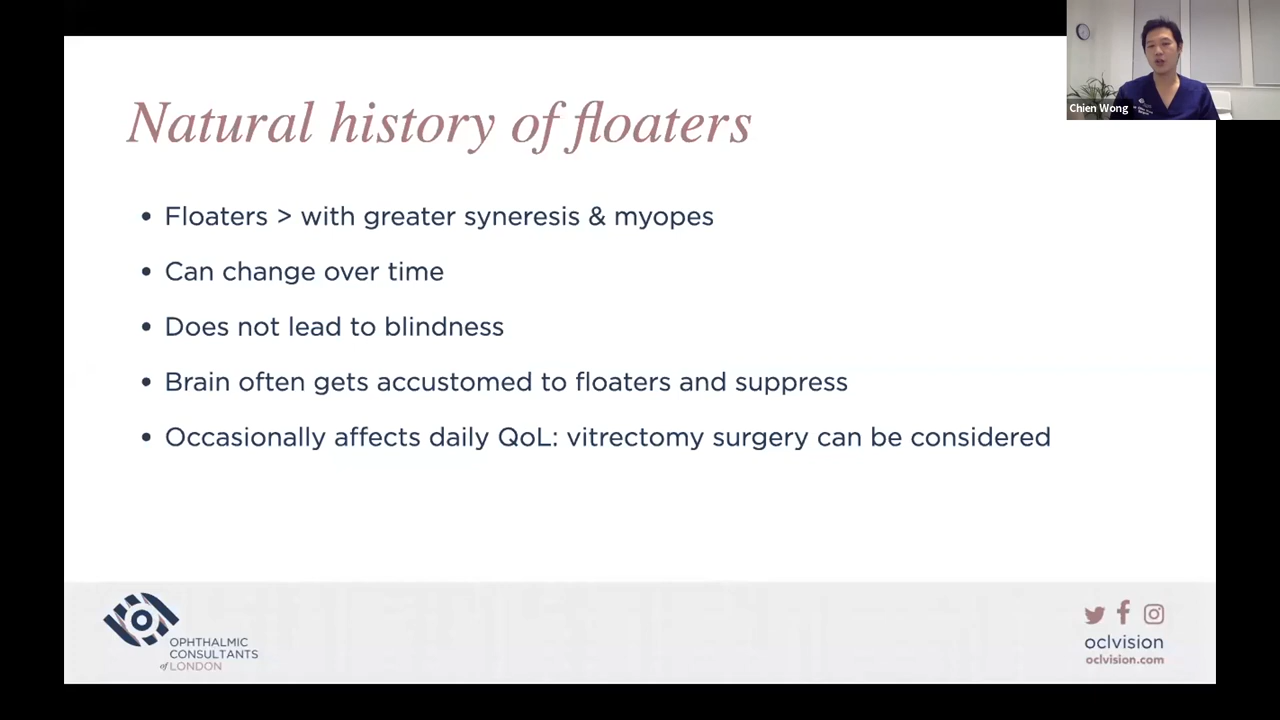 Natural history of floaters
Chien Wong
• Floaters > with greater syneresis & myopes
• Can change over time
• Does not lead to blindness
• Brain often gets accustomed to floaters and suppress
• Occasionally affects daily QoL: vitrectomy surgery can be considered
OPHTHALMIC
CONSULTANTS
of LONDON
oclvision
oclvision.com